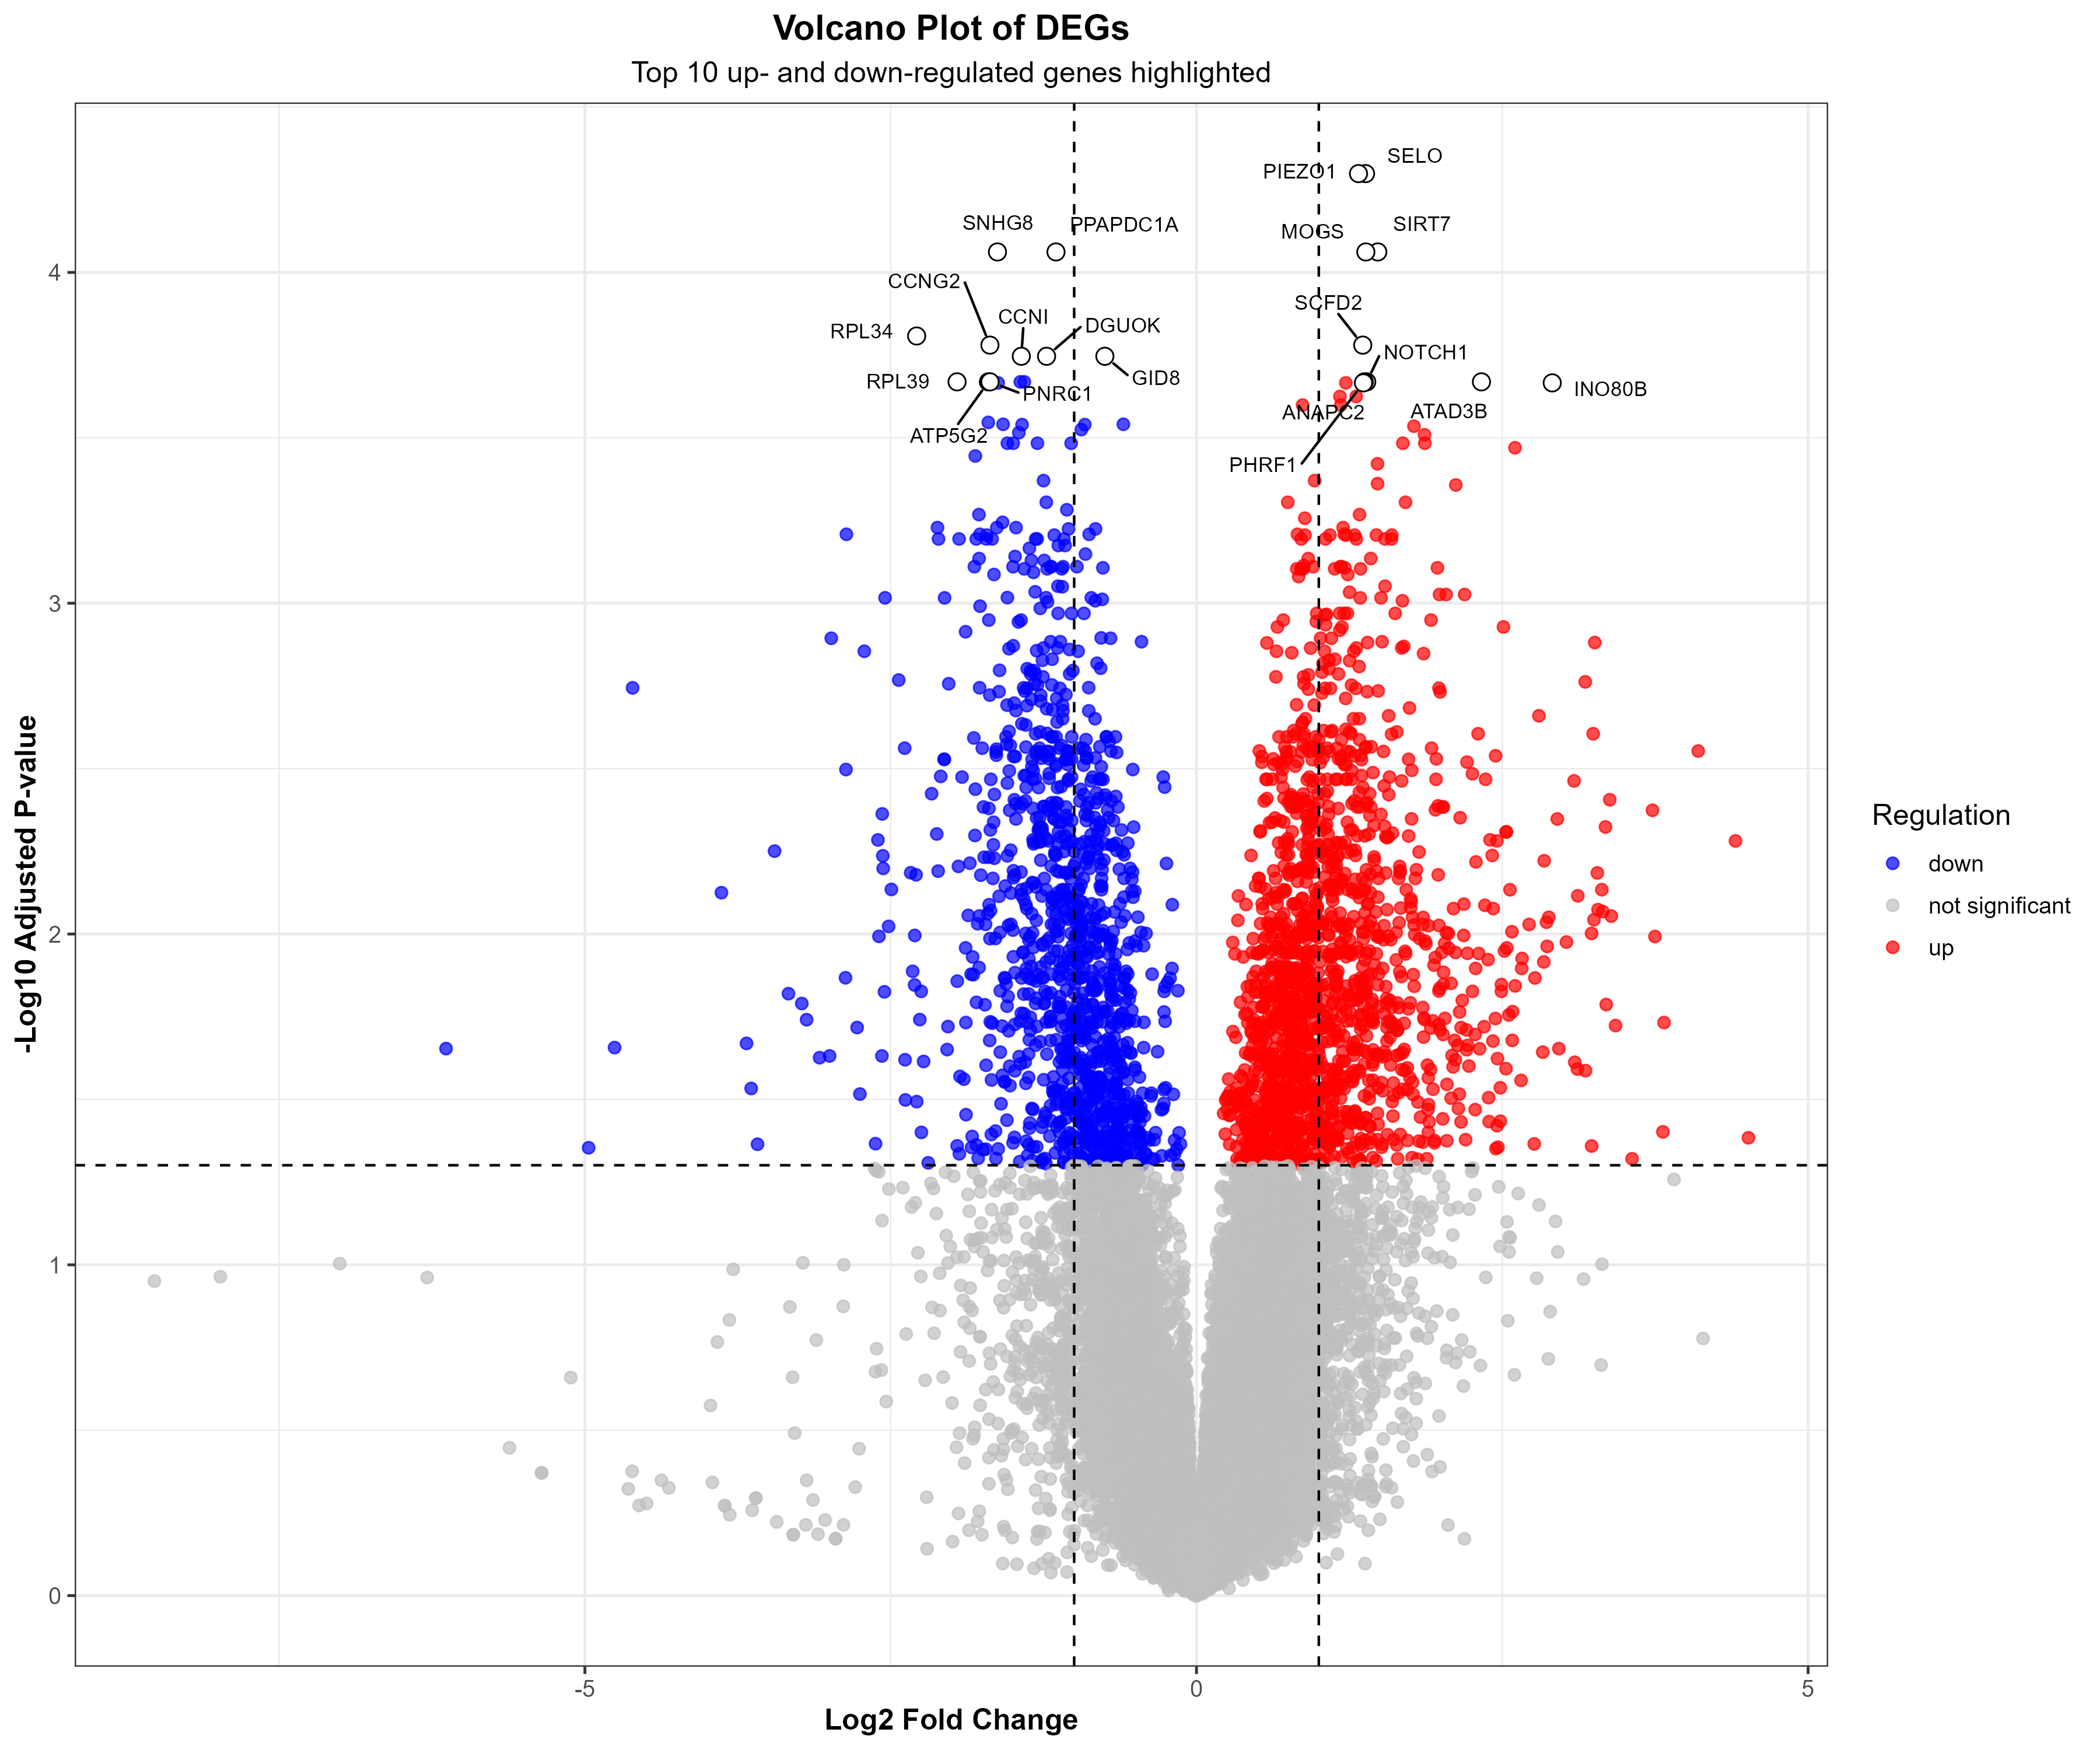 Volcano Plot of DEGs
Top 10 up- and down-regulated genes highlighted
SELO
PIEZO1
SNHG8
PPAPDC1A
MOGS
SIRT7
CCNG2
SCFD2
CCNI
DGUOK
RPL34
NOTCH1
RPL39
PNRC1
GID8
INO80B
ATP5G2
ANAPC2
ATAD3B
PHRF1
4
3
2
1
0
-Log10 Adjusted P-value
-5
0
5
Log2 Fold Change
Regulation
down
not significant
up